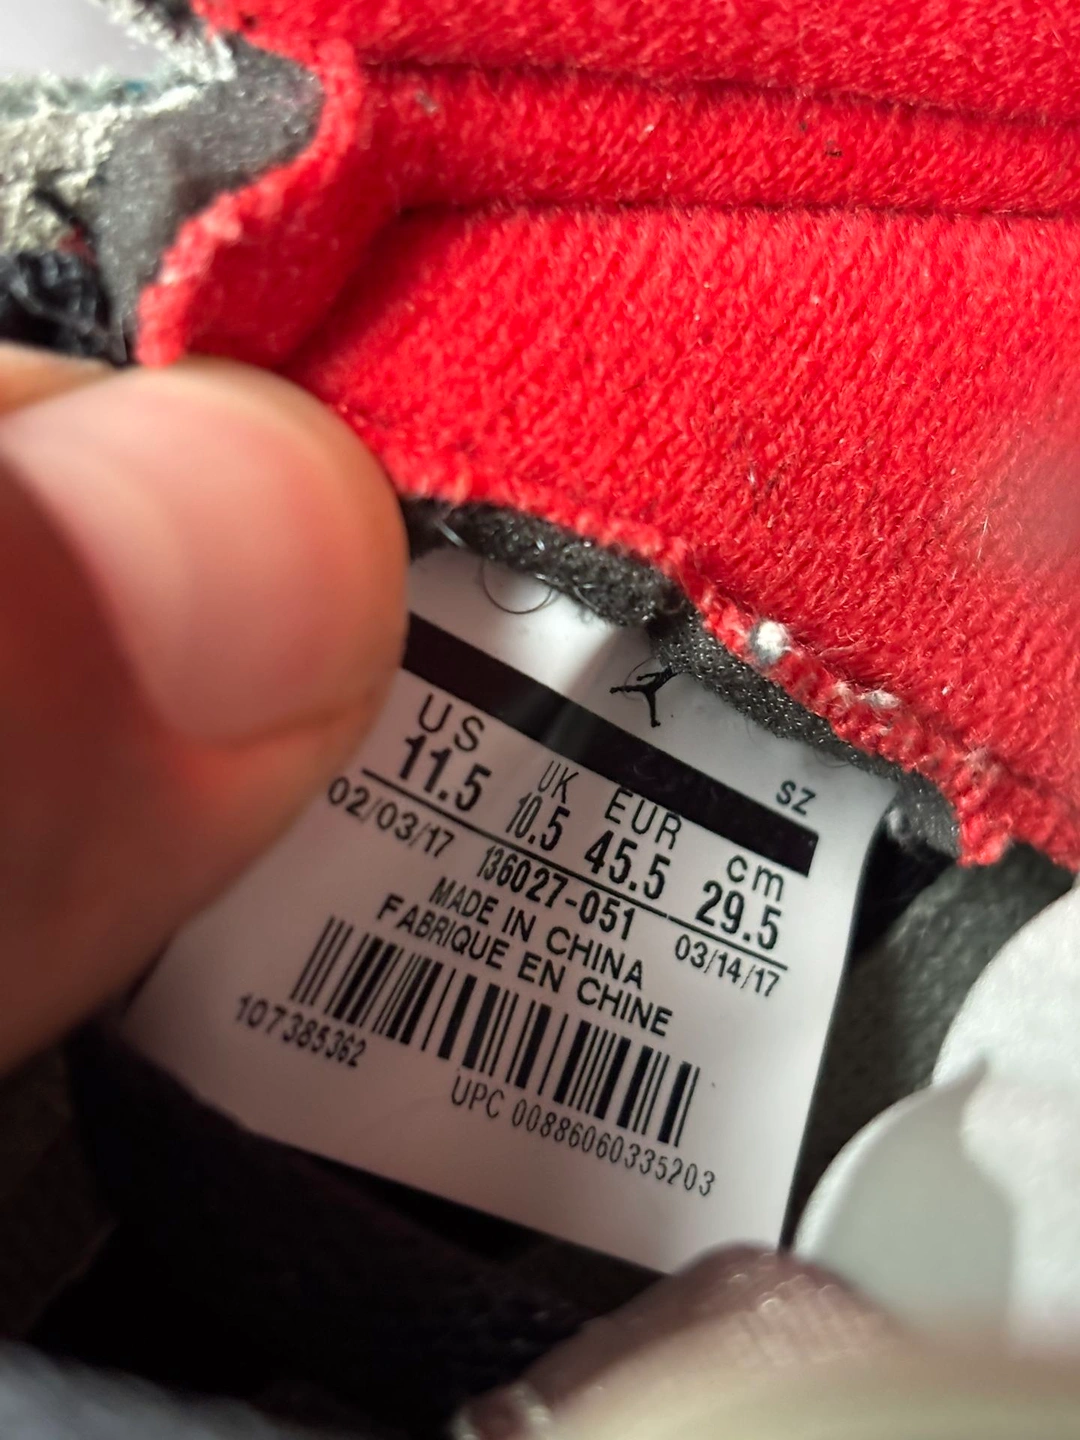 SZ
US UK EUR cm
11.5 10.5 45.5 29.5
02/03/17 136027-051 03/14/17
MADE IN CHINA
FABRIQUE EN CHINE
107385362
UPC 00886060335203